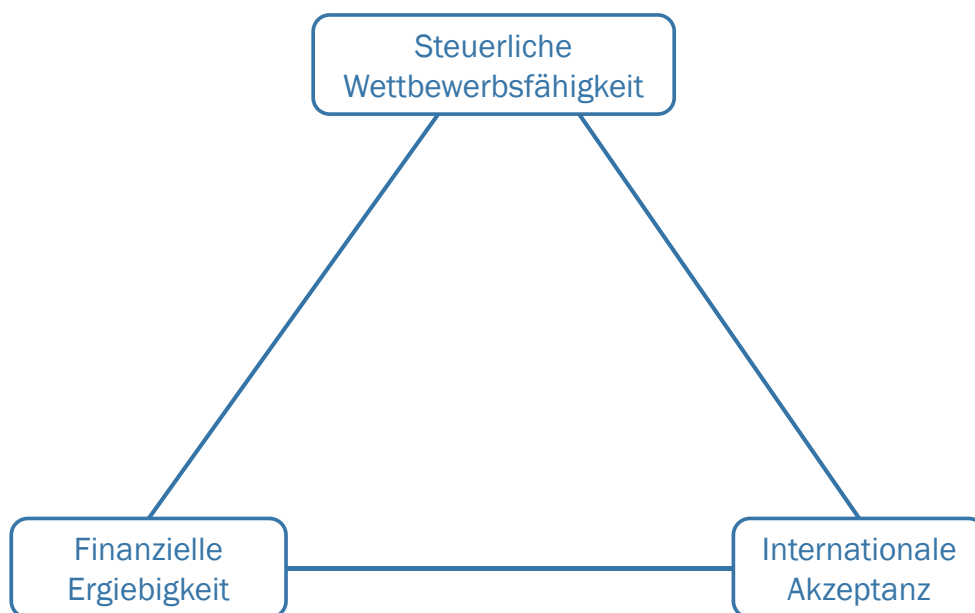 Steuerliche
Wettbewerbsfähigkeit
Finanzielle
Ergiebigkeit
Internationale
Akzeptanz